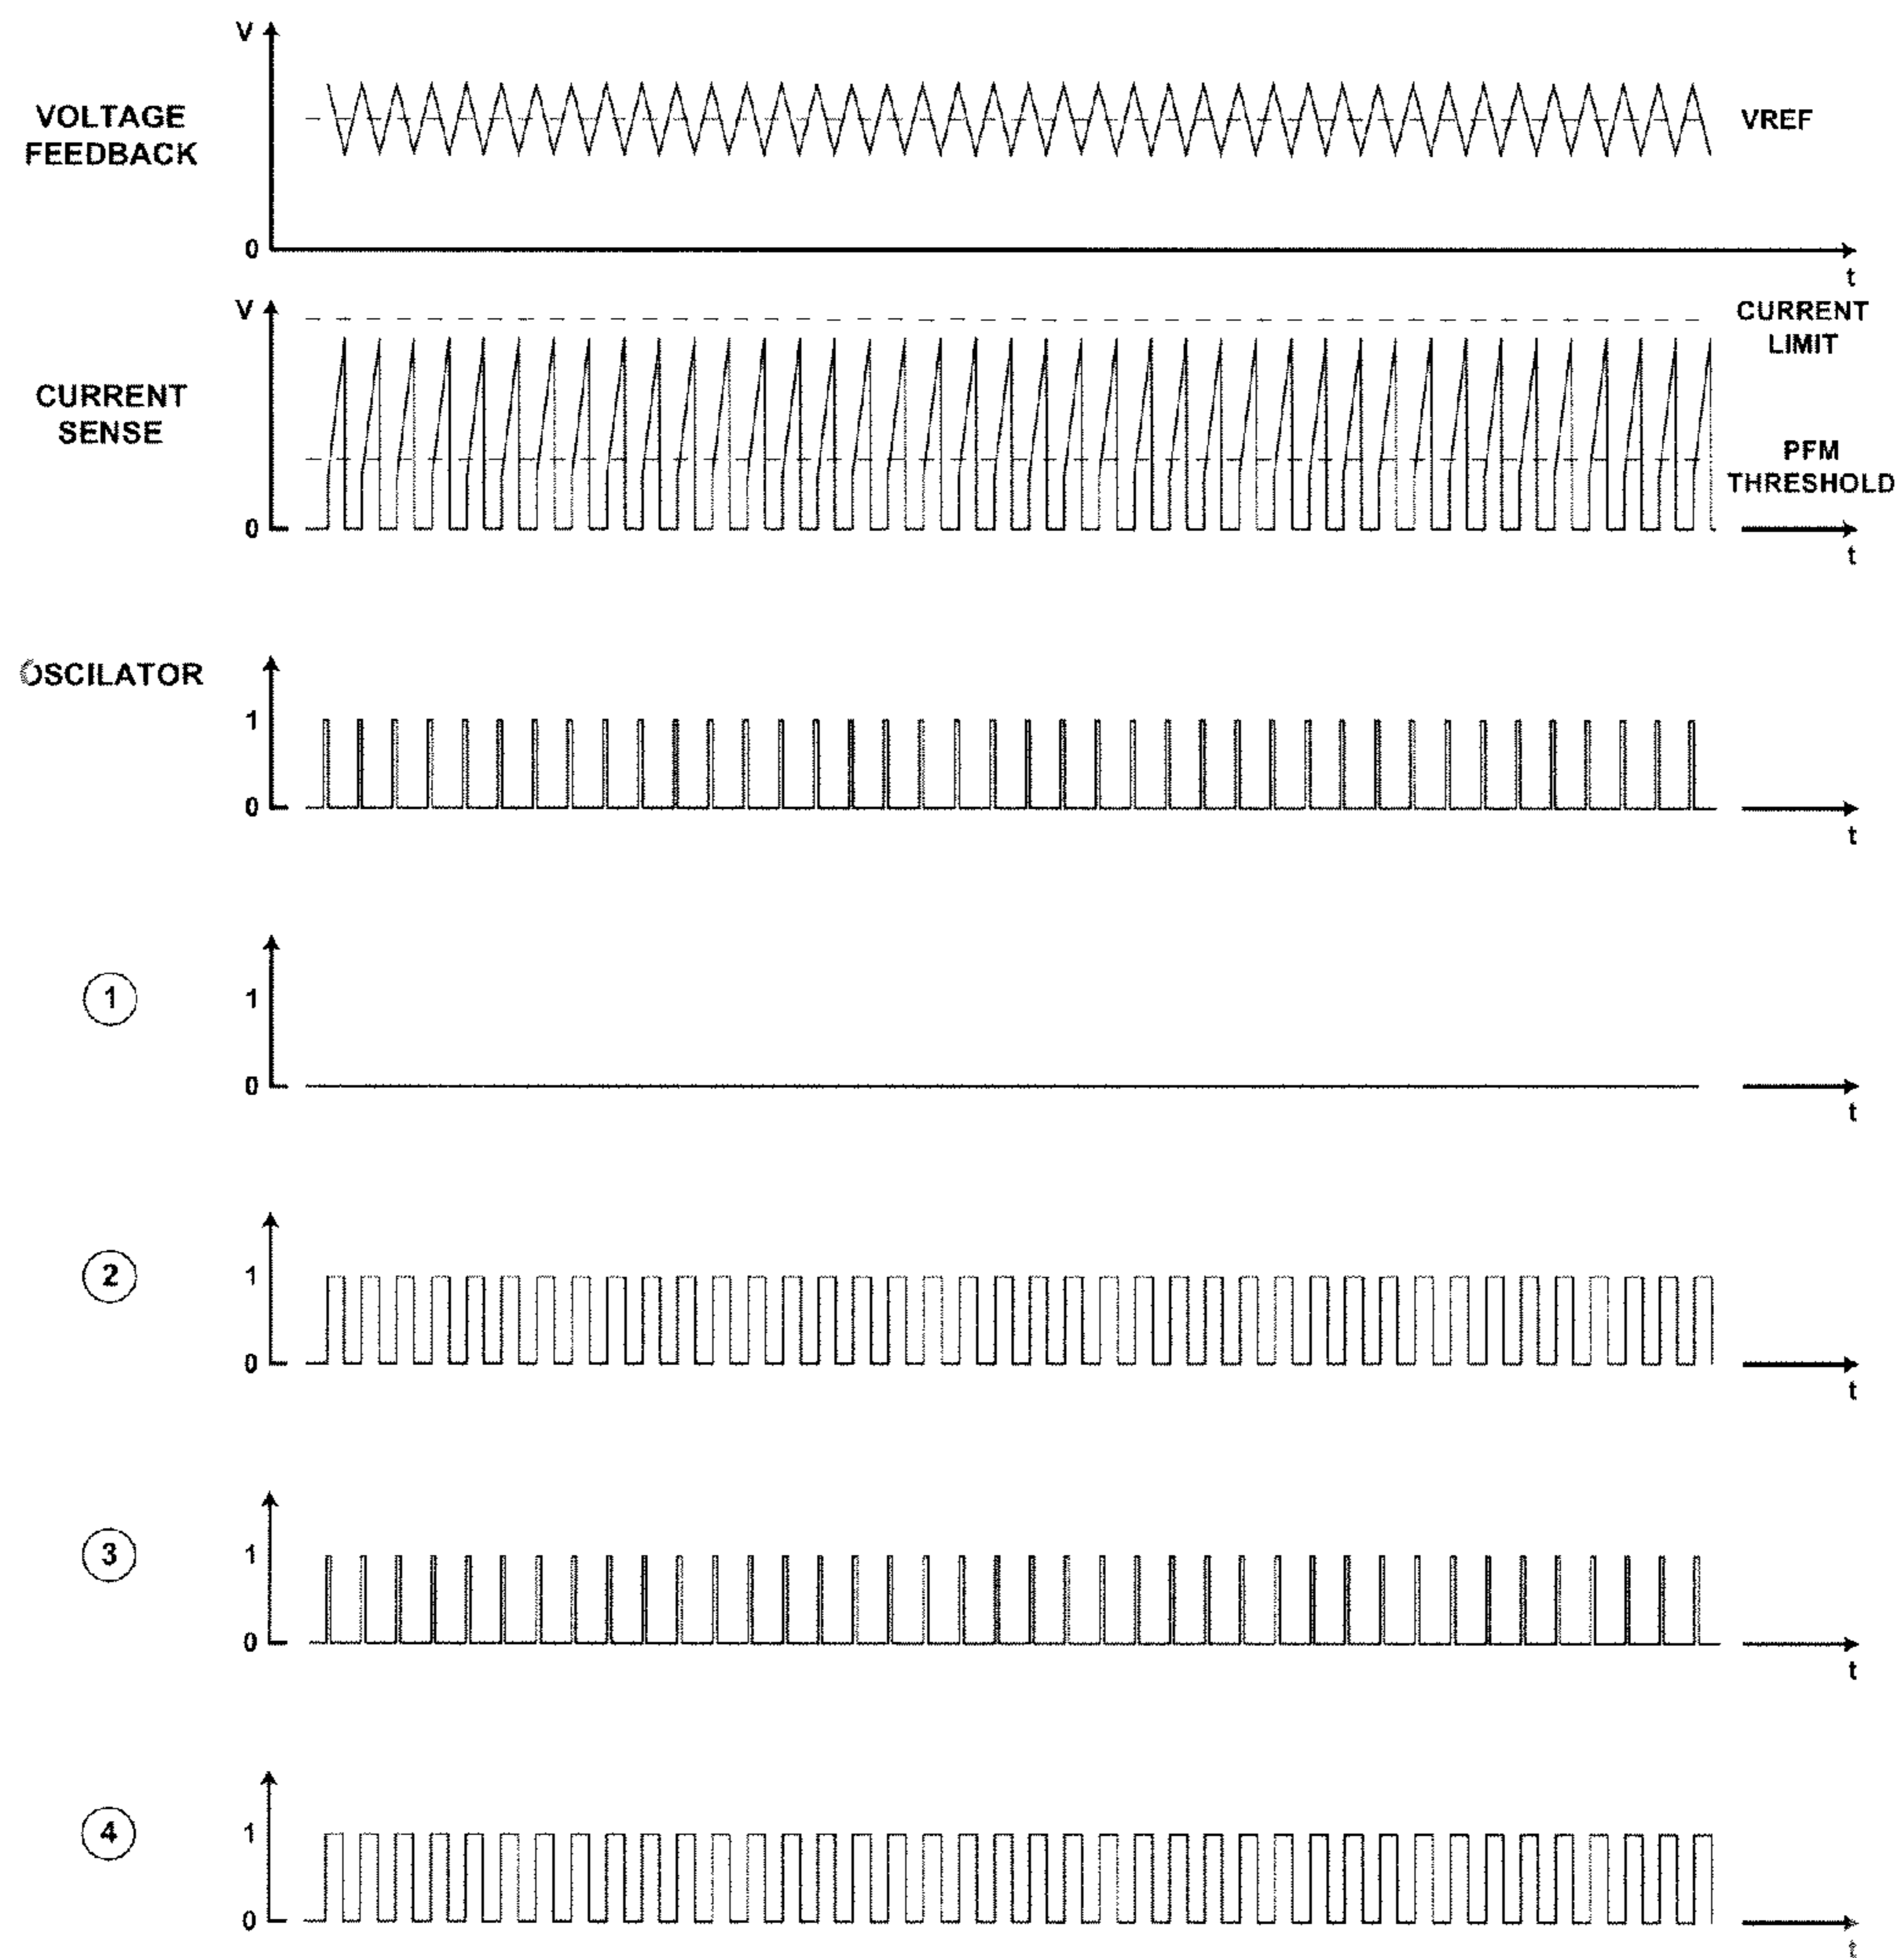 V
VOLTAGE
FEEDBACK
VREF
0
t
V
CURRENT
LIMIT
CURRENT
SENSE
PFM
THRESHOLD
0
t
OSCILATOR
1
0
t
1
1
0
t
2
1
0
t
3
1
0
t
4
1
0
t